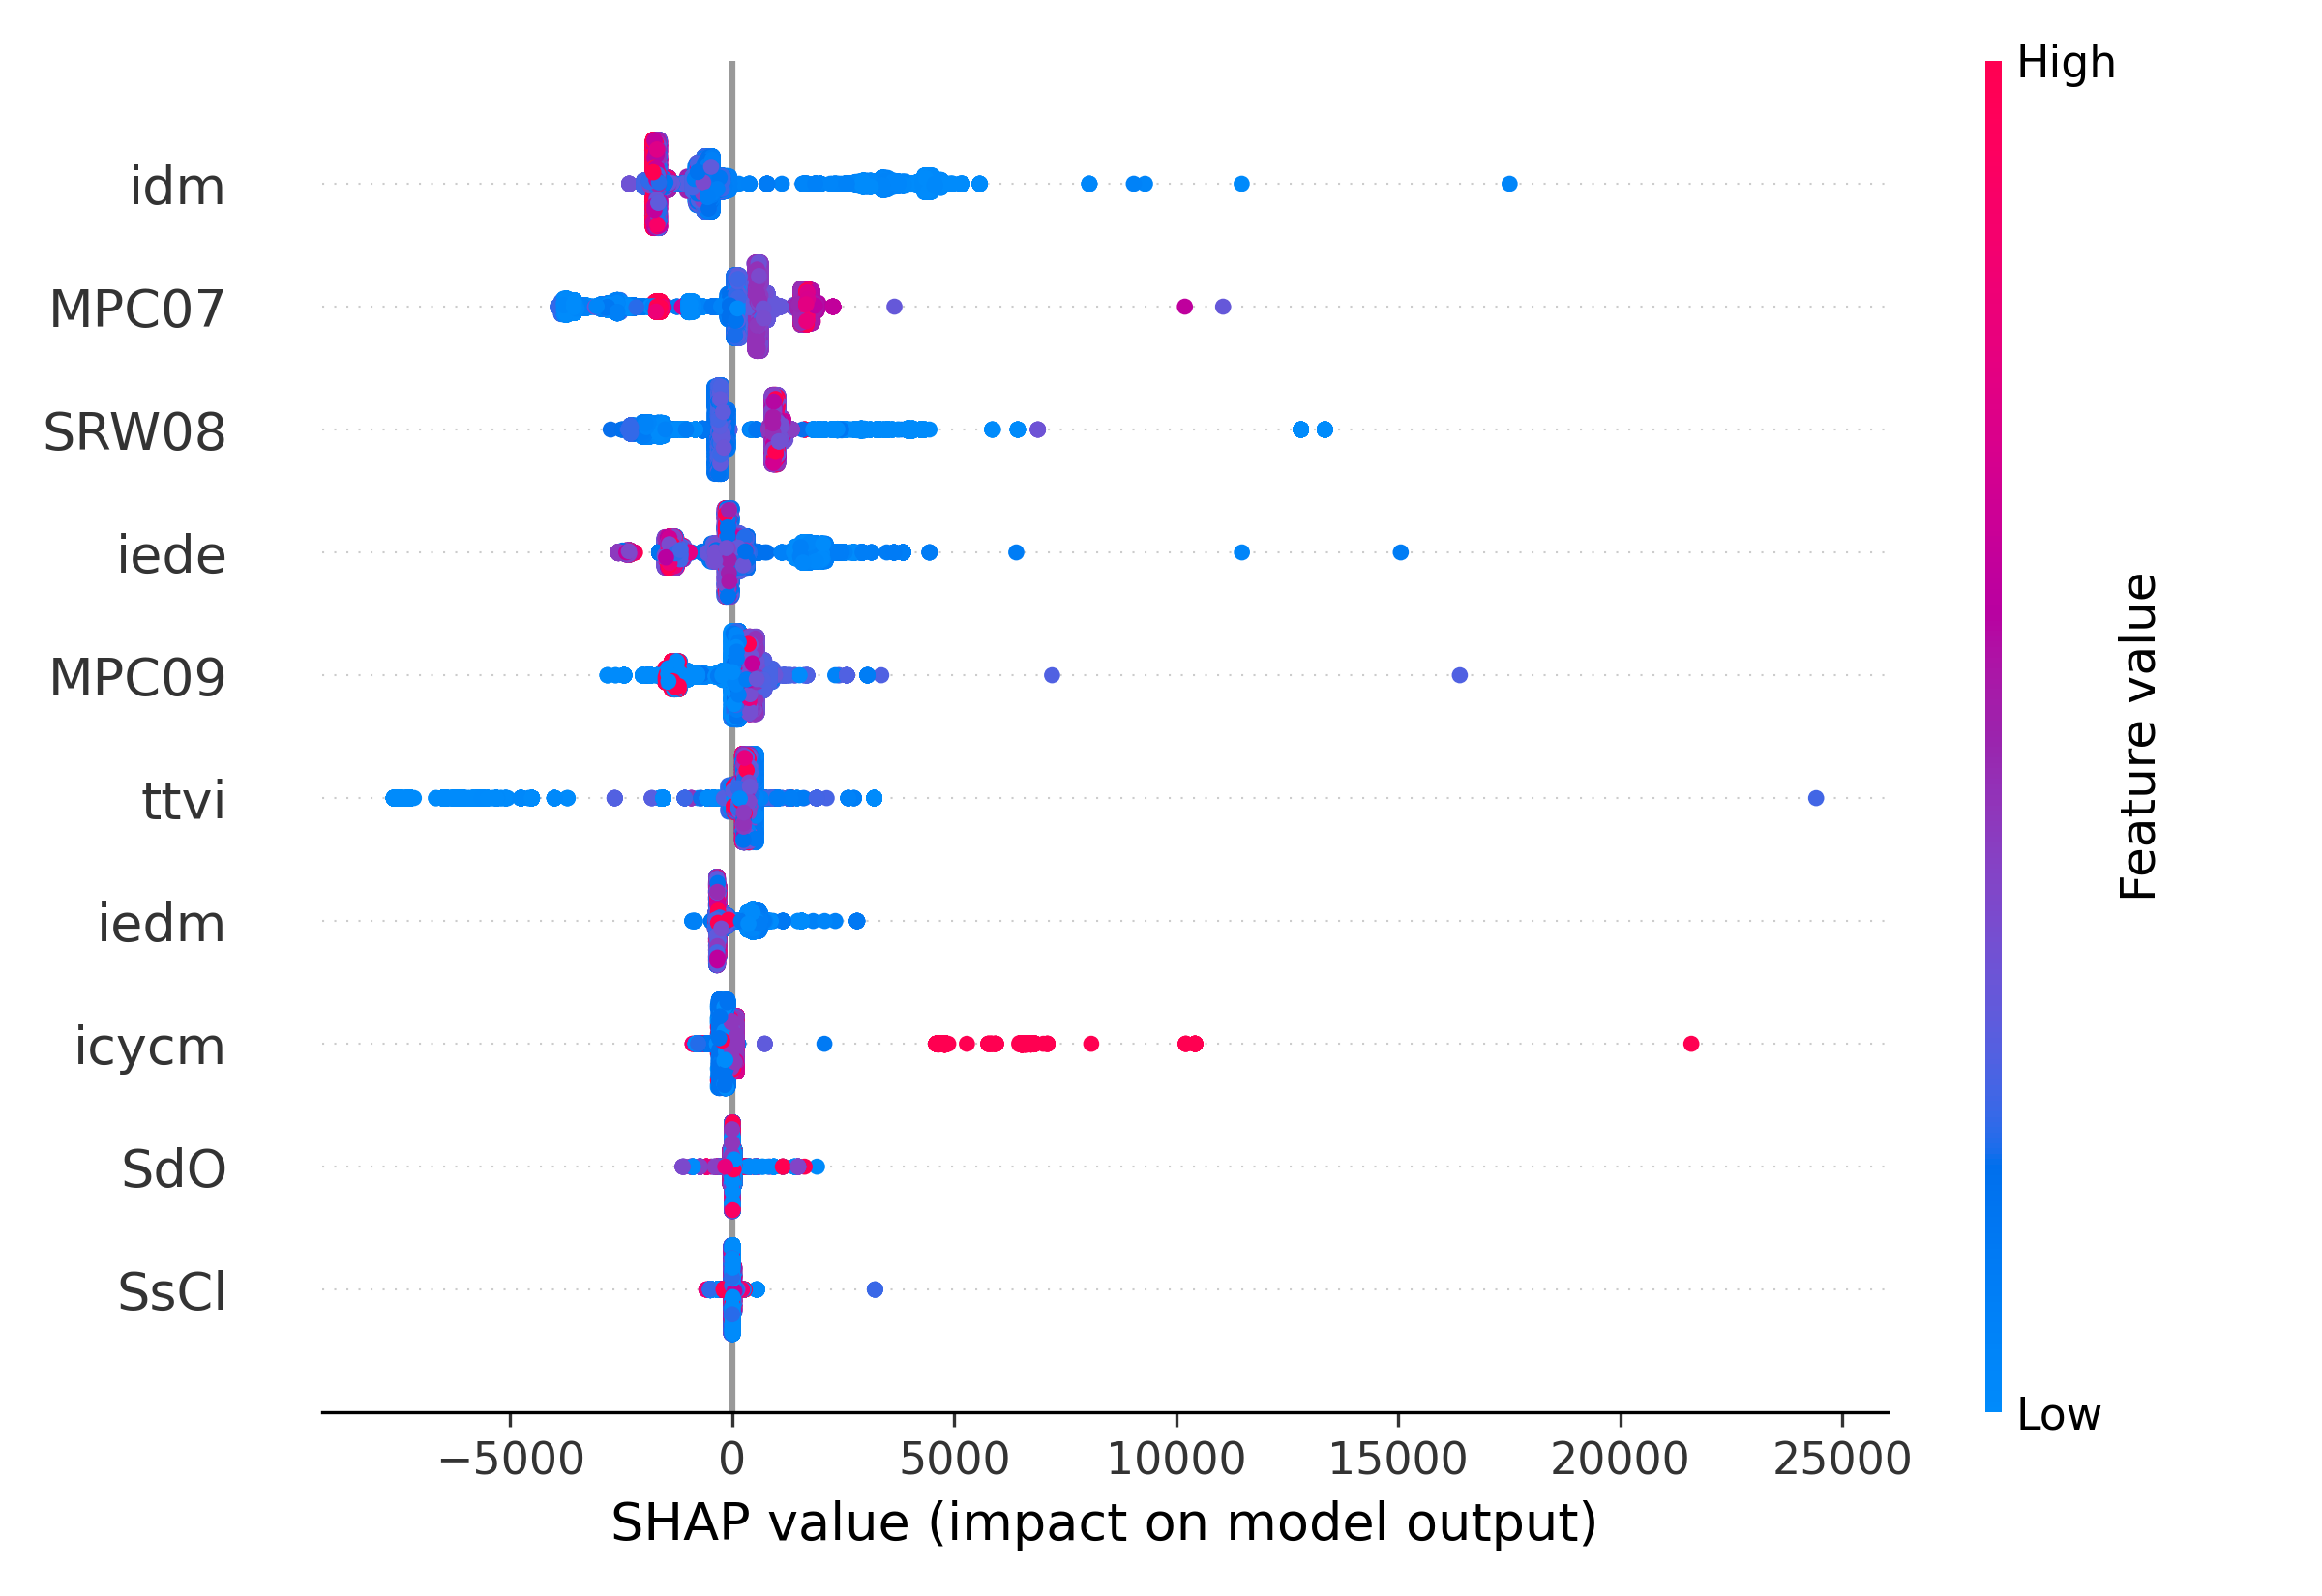 High
idm
MPC07
SRW08
iede
MPC09
ttvi
iedm
icycm
SdO
SsCl
Feature value
Low
−5000 0 5000 10000 15000 20000 25000
SHAP value (impact on model output)